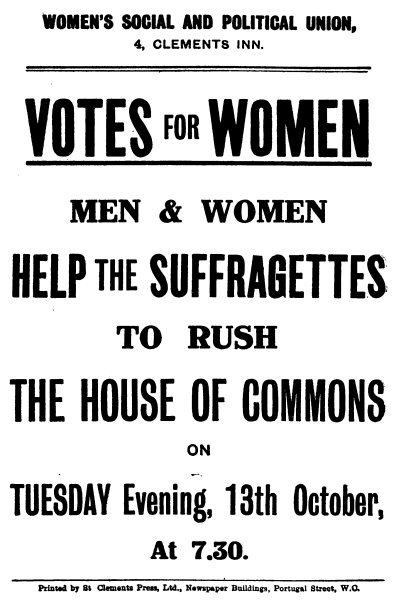 WOMEN'S SOCIAL AND POLITICAL UNION,
4, CLEMENTS INN.
VOTES FOR WOMEN
MEN & WOMEN
HELP THE SUFFRAGETTES
TO RUSH
THE HOUSE OF COMMONS
ON
TUESDAY Evening, 13th October,
At 7.30.
Printed by St Clements Press, Ltd., Newspaper Buildings, Portugal Street, W.C.